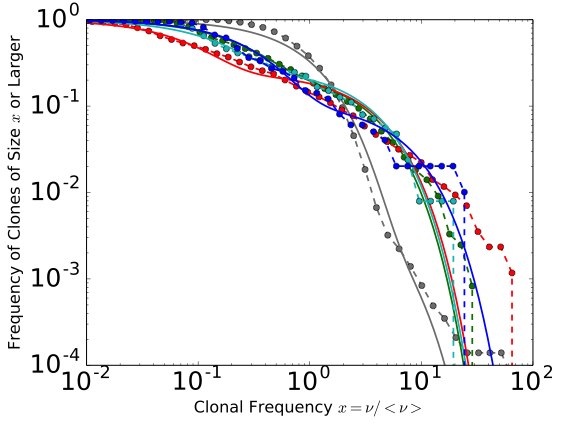 Frequency of Clones of Size x or Larger
10^0
10^-1
10^-2
10^-3
10^-4
10^-2 10^-1 10^0 10^1 10^2
Clonal Frequency x = ν/<ν>